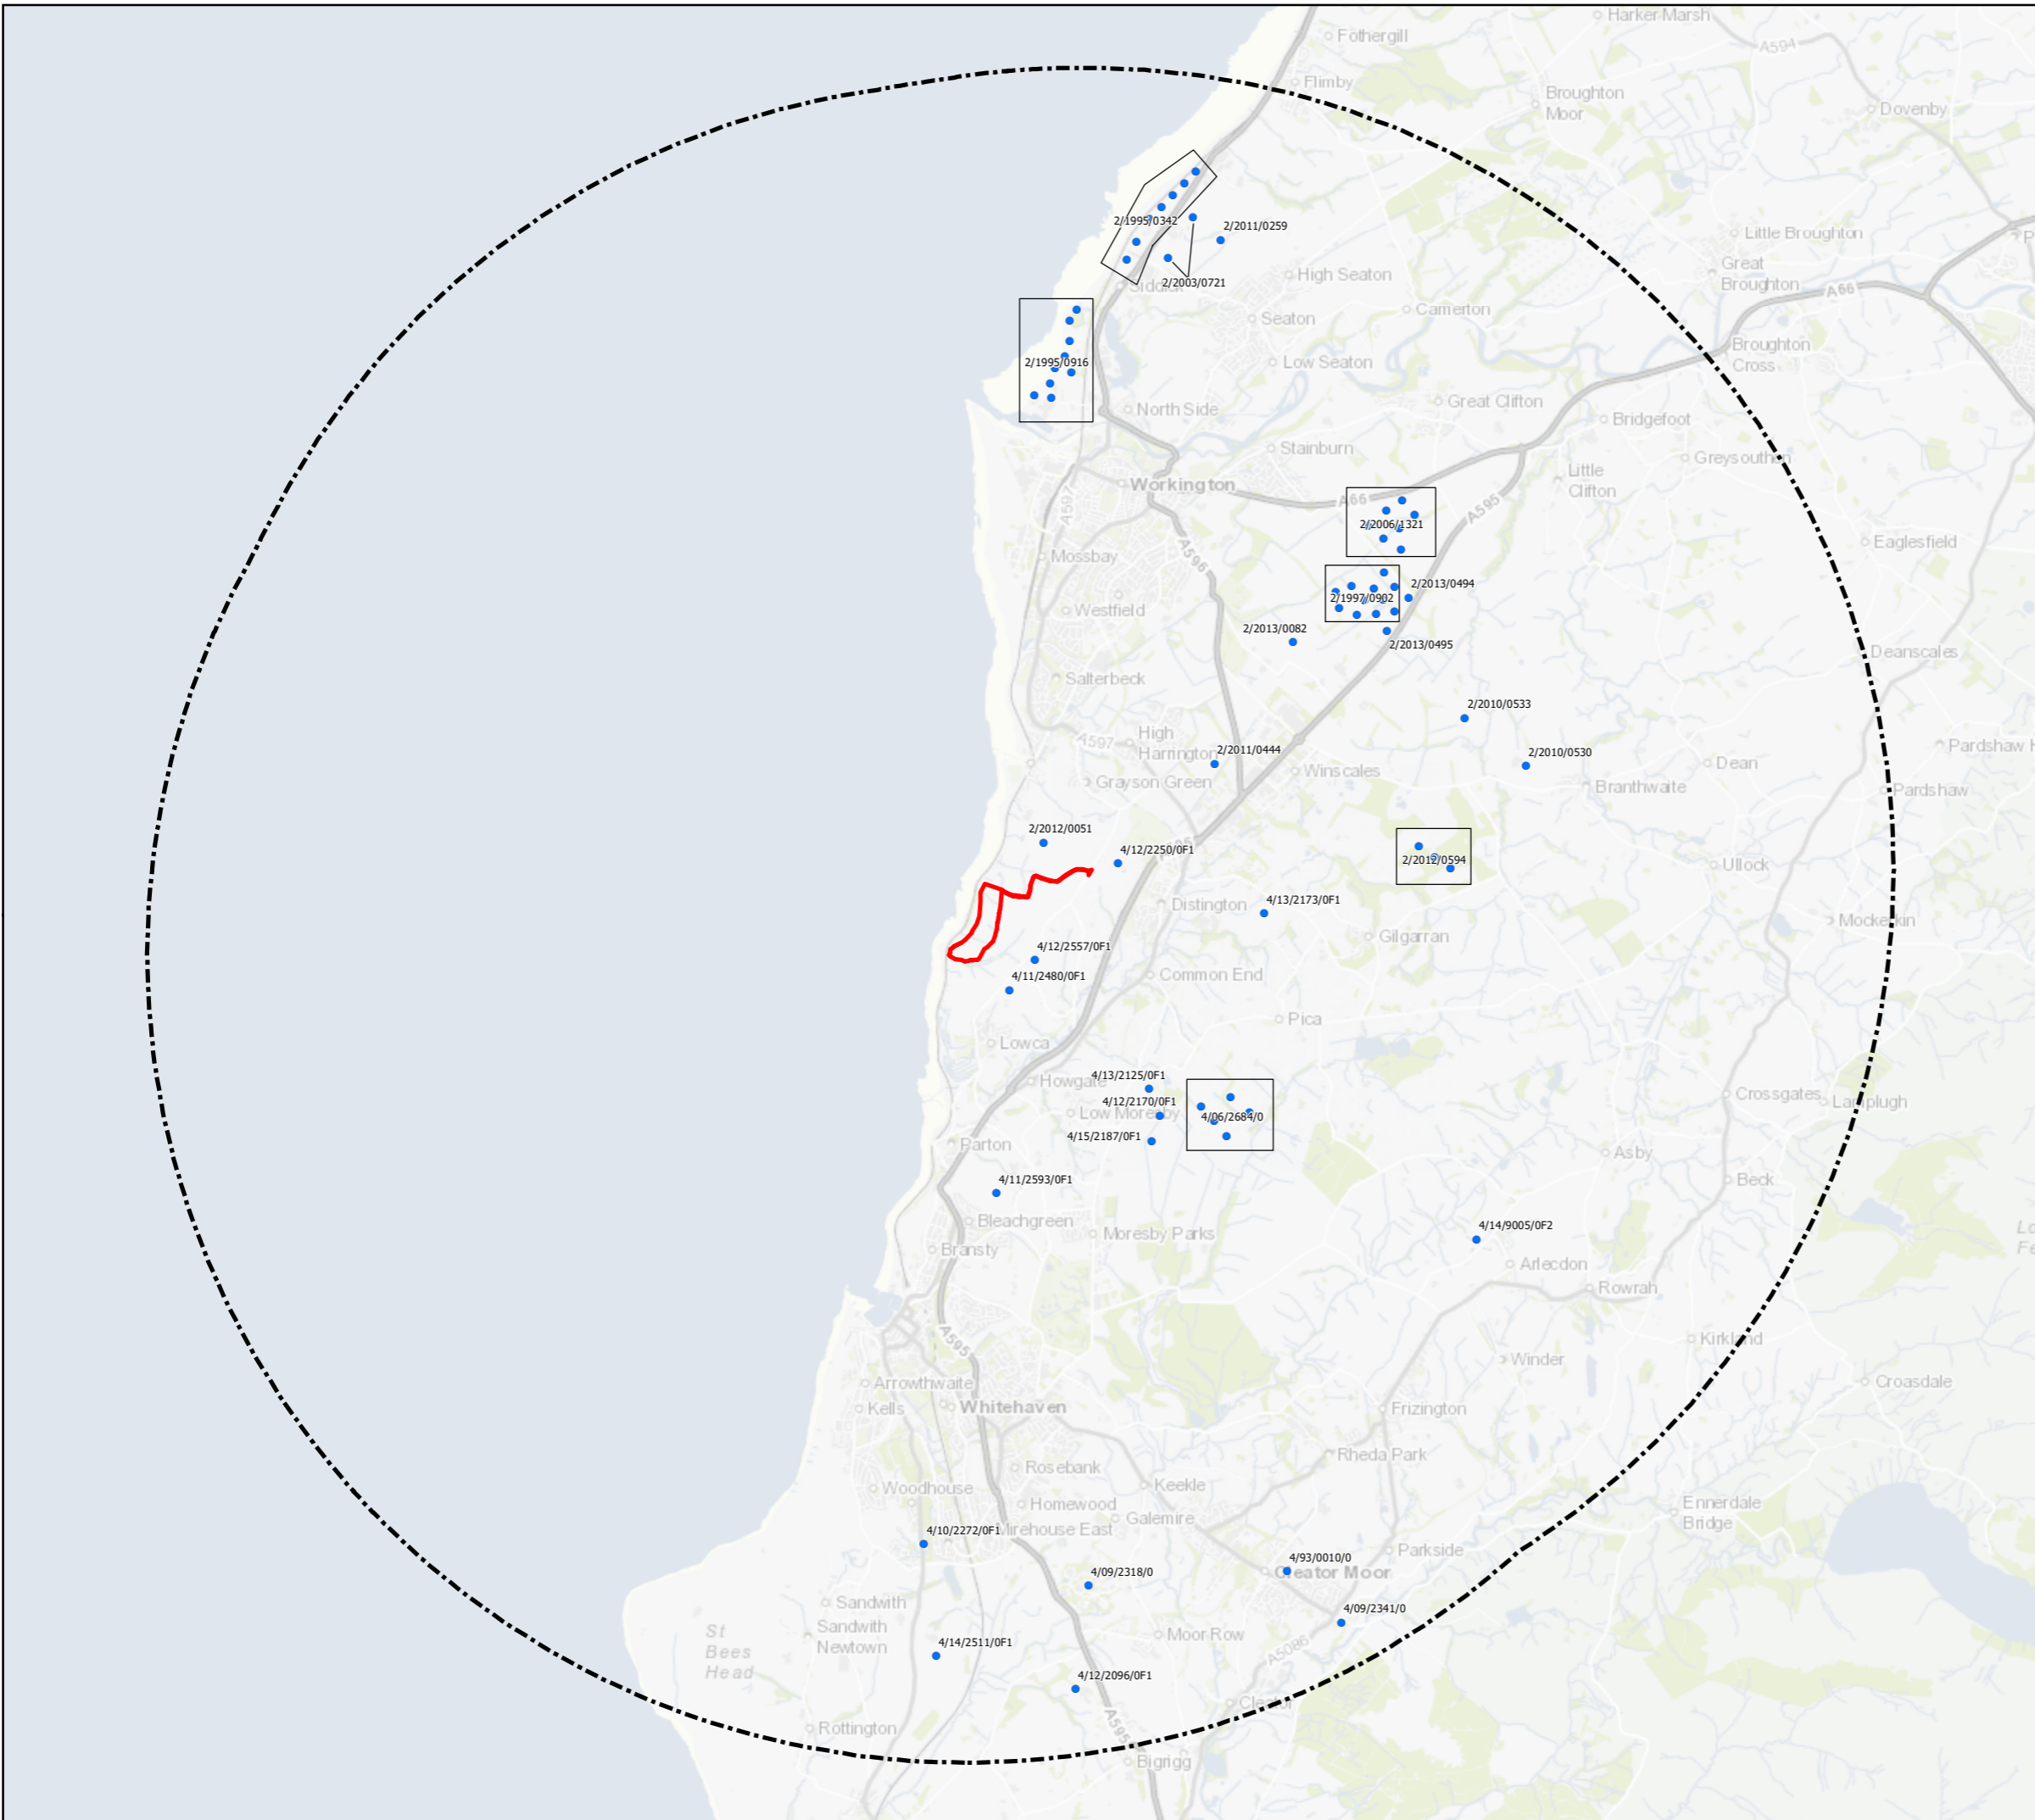 Harker Marsh
Fothergill
A594
Flimby
Broughton
Moor
Dovenby
2/1995/0342
2/2011/0259
Little Broughton
High Seaton
Great
Broughton
2/2003/0721
Siddick
A66
Camerton
Seaton
Broughton
Cross
2/1995/0916
Low Seaton
North Side
Great Clifton
Bridgefoot
Stainburn
Greysouthen
Little
Clifton
Workington
A66
A597
A595
2/2006/1321
Eaglesfield
Mossbay
A596
2/2013/0494
2/1997/0902
Westfield
2/2013/0082
2/2013/0495
Deanscales
Salterbeck
2/2010/0533
High
Harrington
A597
2/2011/0444
2/2010/0530
Pardshaw H
Winscales
Dean
Grayson Green
Branthwaite
Pardshaw
2/2012/0051
4/12/2250/0F1
2/2012/0594
Ullock
Distington
4/13/2173/0F1
Mockerkin
Gilgarran
4/12/2557/0F1
4/11/2480/0F1
Common End
Pica
Lowca
4/13/2125/0F1
Howgate
Crossgates
Lamplugh
4/12/2170/0F1
Low Moresby
4/06/2684/0
4/15/2187/0F1
Parton
Asby
4/11/2593/0F1
Beck
Bleachgreen
Moresby Parks
4/14/9005/0F2
Bransty
Arlecdon
Rowrah
A595
Kirkland
Winder
Arrowthwaite
Croasdale
Kells
Whitehaven
Frizington
Rheda Park
Rosebank
Keekle
Woodhouse
Homewood
Ennerdale
Bridge
Galemire
4/10/2272/0F1
Mirehouse East
Parkside
4/93/0010/0
Cleator Moor
4/09/2318/0
Sandwith
4/09/2341/0
St
Bees
Head
Sandwith
Newtown
Moor Row
A5086
4/14/2511/0F1
4/12/2096/0F1
Cleator
A595
Rottington
Bigrigg